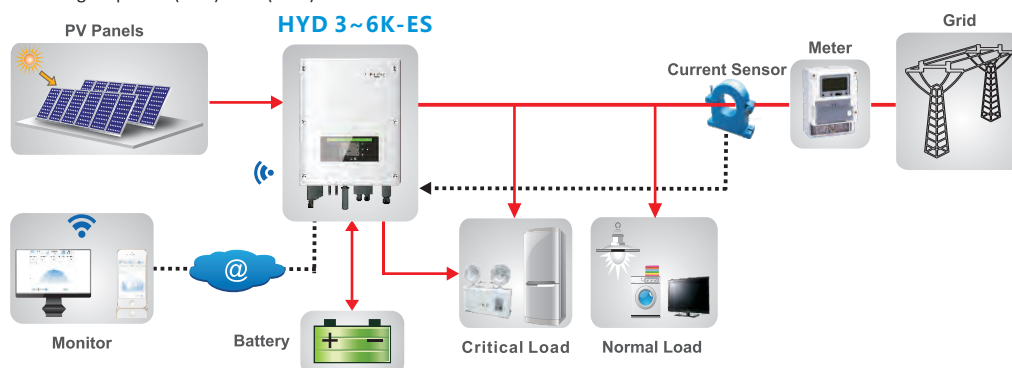 HYD 3~6K-ES
PV Panels
Grid
Meter
Current Sensor
@
Monitor
Battery
+ −
Critical Load
Normal Load